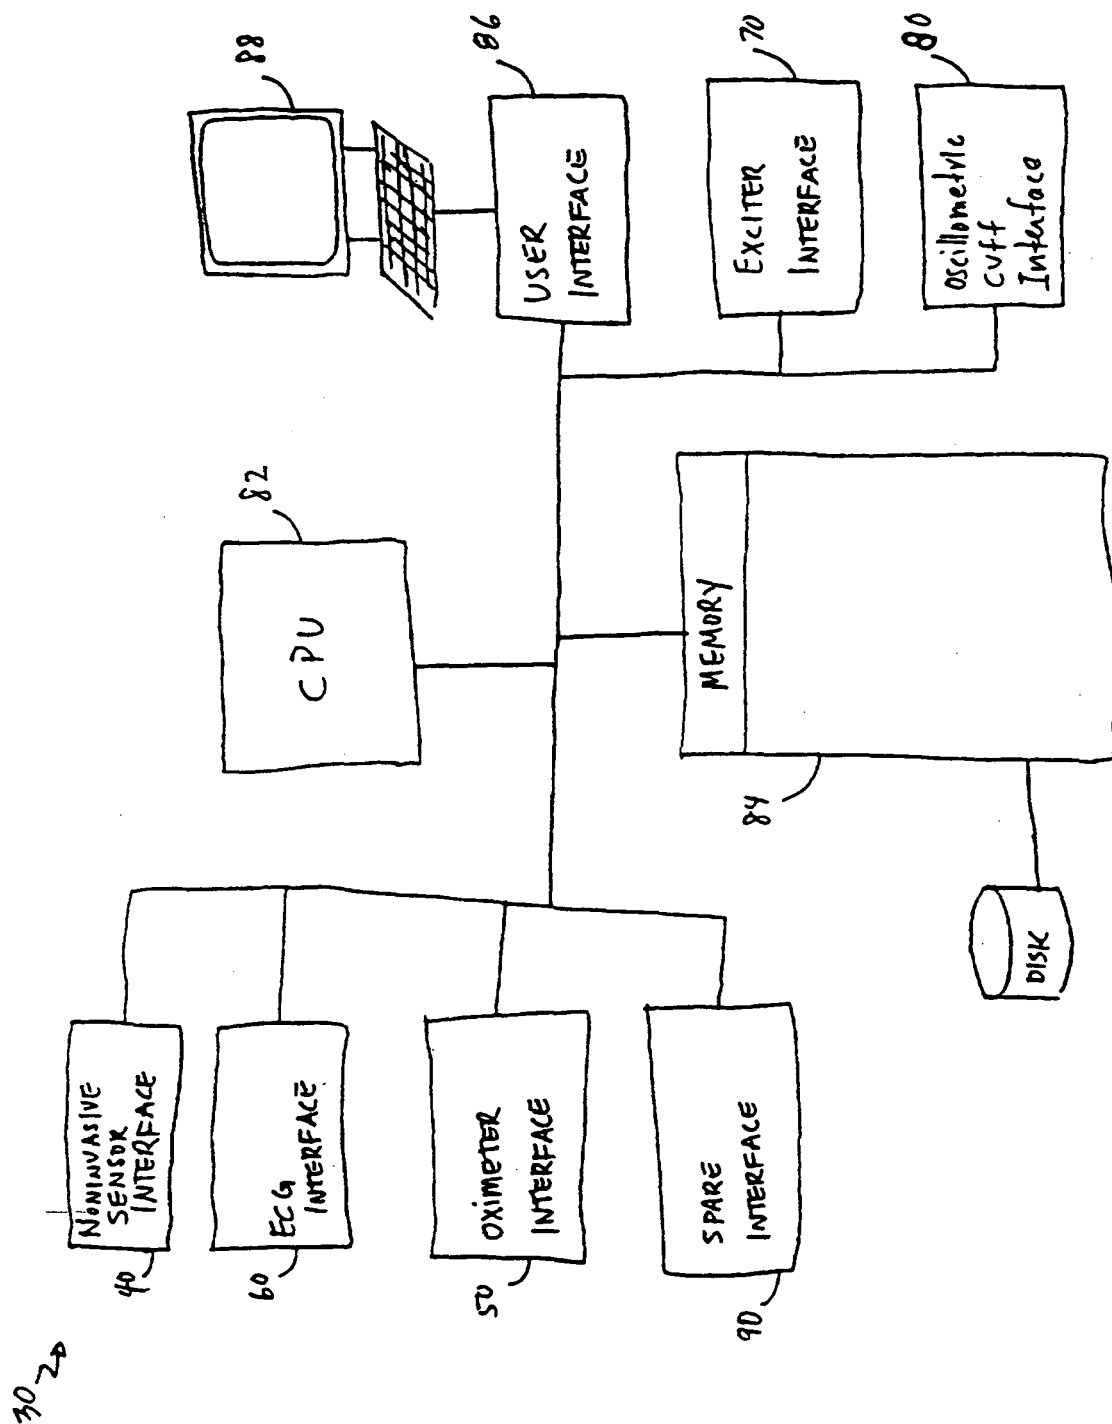 30
40
NONINVASIVE
SENSOR
INTERFACE
60
ECG
INTERFACE
50
OXIMETER
INTERFACE
90
SPARE
INTERFACE
82
CPU
84
MEMORY
DISK
88
86
USER
INTERFACE
70
EXCITER
INTERFACE
80
Oscillometric
Cuff
Interface